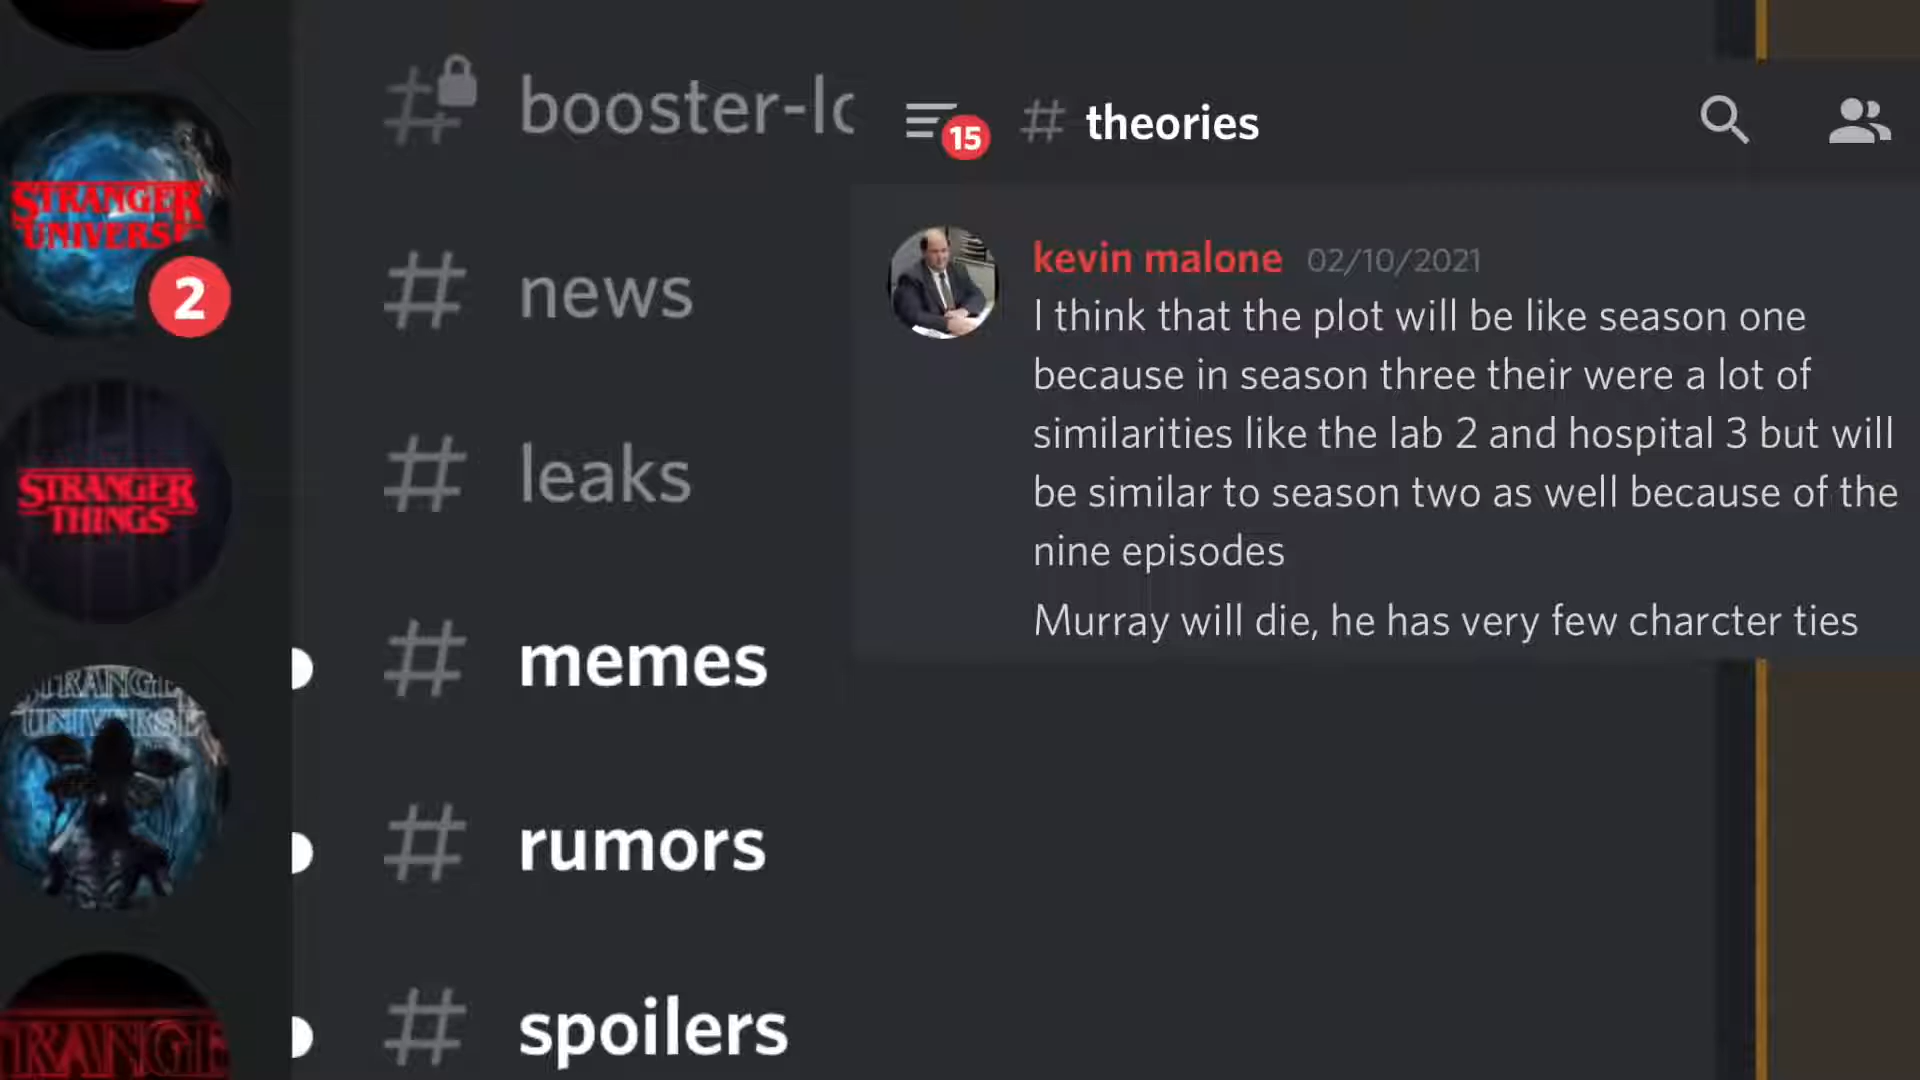 STRANGER
UNIVERSE
2
STRANGER
THINGS
STRANGE
UNIVERSE
booster-lo
news
leaks
memes
rumors
spoilers
15
theories
kevin malone 02/10/2021
I think that the plot will be like season one
because in season three their were a lot of
similarities like the lab 2 and hospital 3 but will
be similar to season two as well because of the
nine episodes
Murray will die, he has very few charcter ties